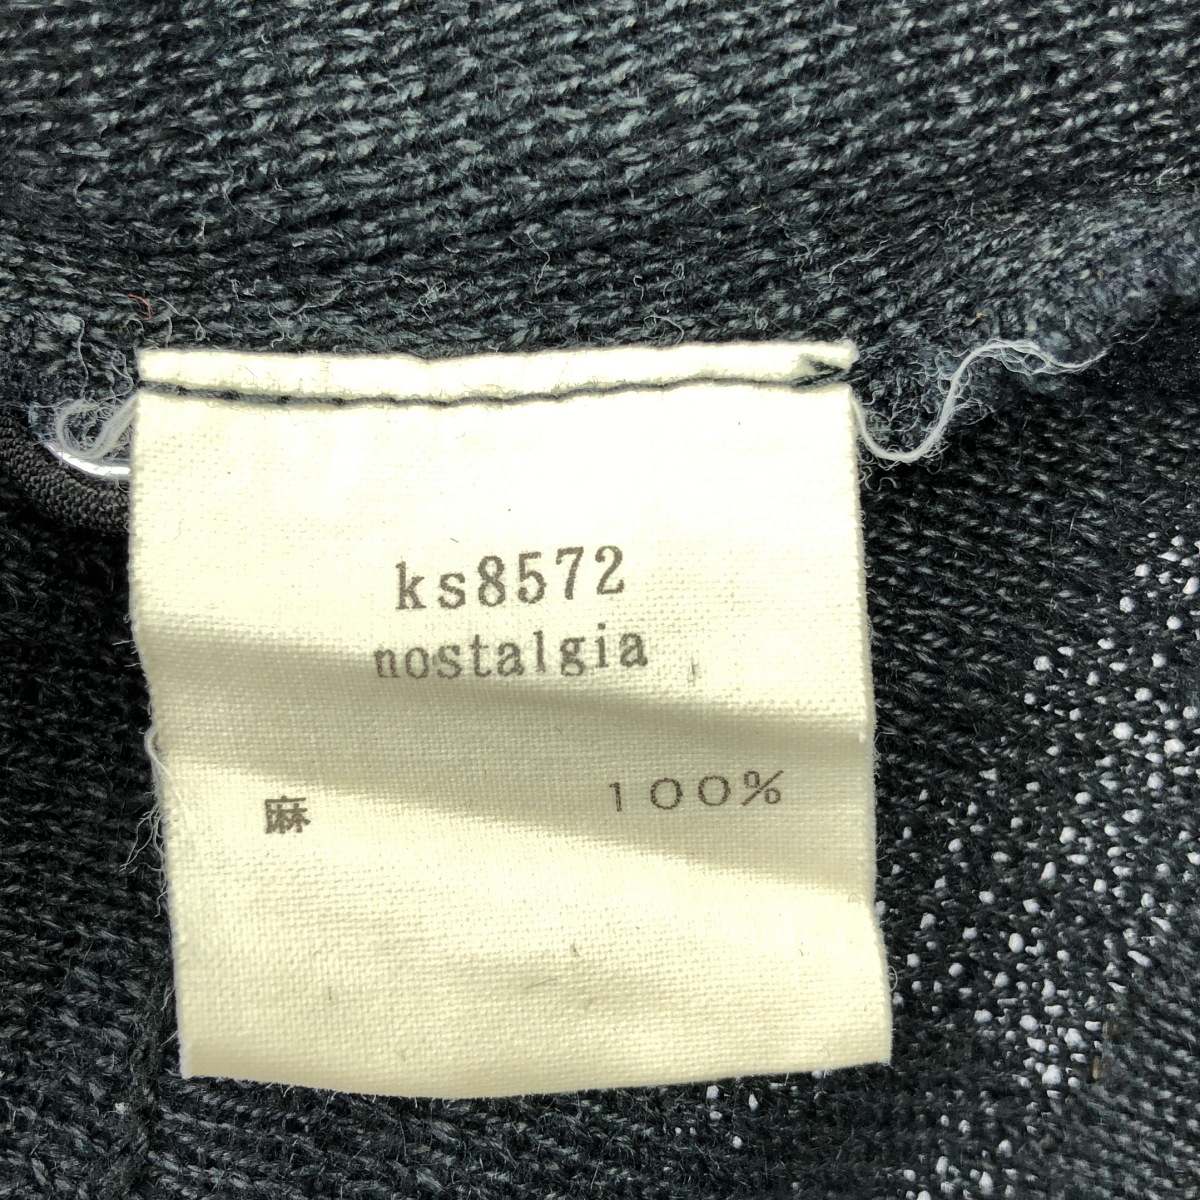 ks8572
nostalgia
麻 100%